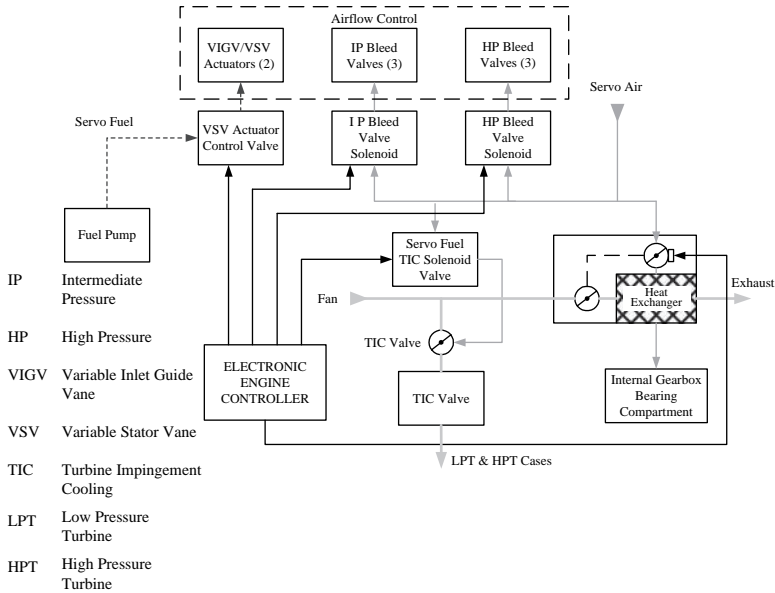 Airflow Control
VIGV/VSV
Actuators (2)
IP Bleed
Valves (3)
HP Bleed
Valves (3)
Servo Air
Servo Fuel
VSV Actuator
Control Valve
I P Bleed
Valve
Solenoid
HP Bleed
Valve
Solenoid
Fuel Pump
Servo Fuel
TIC Solenoid
Valve
Fan
Heat
Exchanger
Exhaust
TIC Valve
ELECTRONIC
ENGINE
CONTROLLER
TIC Valve
Internal Gearbox
Bearing
Compartment
LPT & HPT Cases
IP Intermediate
Pressure
HP High Pressure
VIGV Variable Inlet Guide
Vane
VSV Variable Stator Vane
TIC Turbine Impingement
Cooling
LPT Low Pressure
Turbine
HPT High Pressure
Turbine